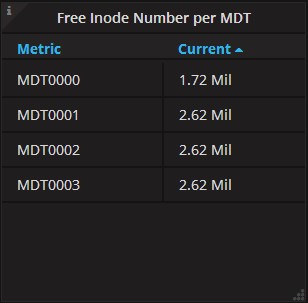 Free Inode Number per MDT
Metric Current
MDT0000 1.72 Mil
MDT0001 2.62 Mil
MDT0002 2.62 Mil
MDT0003 2.62 Mil